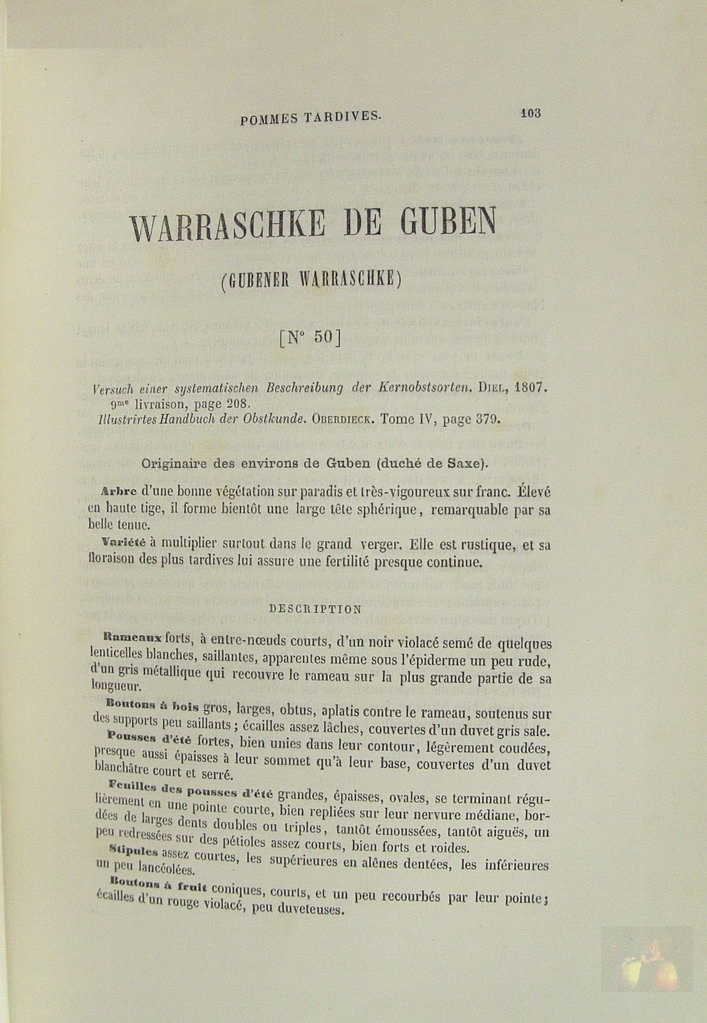 POMMES TARDIVES.
103
WARRASCHKE DE GUBEN
(GUBENER WARRASCHKE)
[N° 50]
Versuch einer systematischen Beschreibung der Kernobstsorten. DIEL, 1807.
9me livraison, page 208.
Illustrirtes Handbuch der Obstkunde. OBERDIECK. Tome IV, page 379.
Originaire des environs de Guben (duché de Saxe).
Arbre d'une bonne végétation sur paradis et très-vigoureux sur franc. Élevé
en haute tige, il forme bientôt une large tête sphérique, remarquable par sa
belle tenue.
Variété à multiplier surtout dans le grand verger. Elle est rustique, et sa
floraison des plus tardives lui assure une fertilité presque continue.
DESCRIPTION
Rameaux forts, à entre-nœuds courts, d'un noir violacé semé de quelques
lenticelles blanches, saillantes, apparentes même sous l'épiderme un peu rude,
d'un gris métallique qui recouvre le rameau sur la plus grande partie de sa
longueur.
Boutons à bois gros, larges, obtus, aplatis contre le rameau, soutenus sur
des supports peu saillants ; écailles assez lâches, couvertes d'un duvet gris sale.
Pousses d'été fortes, bien unies dans leur contour, légèrement coudées,
presque aussi épaisses à leur sommet qu'à leur base, couvertes d'un duvet
blanchâtre court et serré.
Feuilles des pousses d'été grandes, épaisses, ovales, se terminant régu-
lièrement en une pointe courte, bien repliées sur leur nervure médiane, bor-
dées de larges dents doubles ou triples, tantôt émoussées, tantôt aiguës, un
peu redressées sur des pétioles assez courts, bien forts et roides.
Stipules assez courtes, les supérieures en alênes dentées, les inférieures
un peu lancéolées.
Boutons à fruit coniques, courts, et un peu recourbés par leur pointe ;
écailles d'un rouge violacé, peu duveteuses.